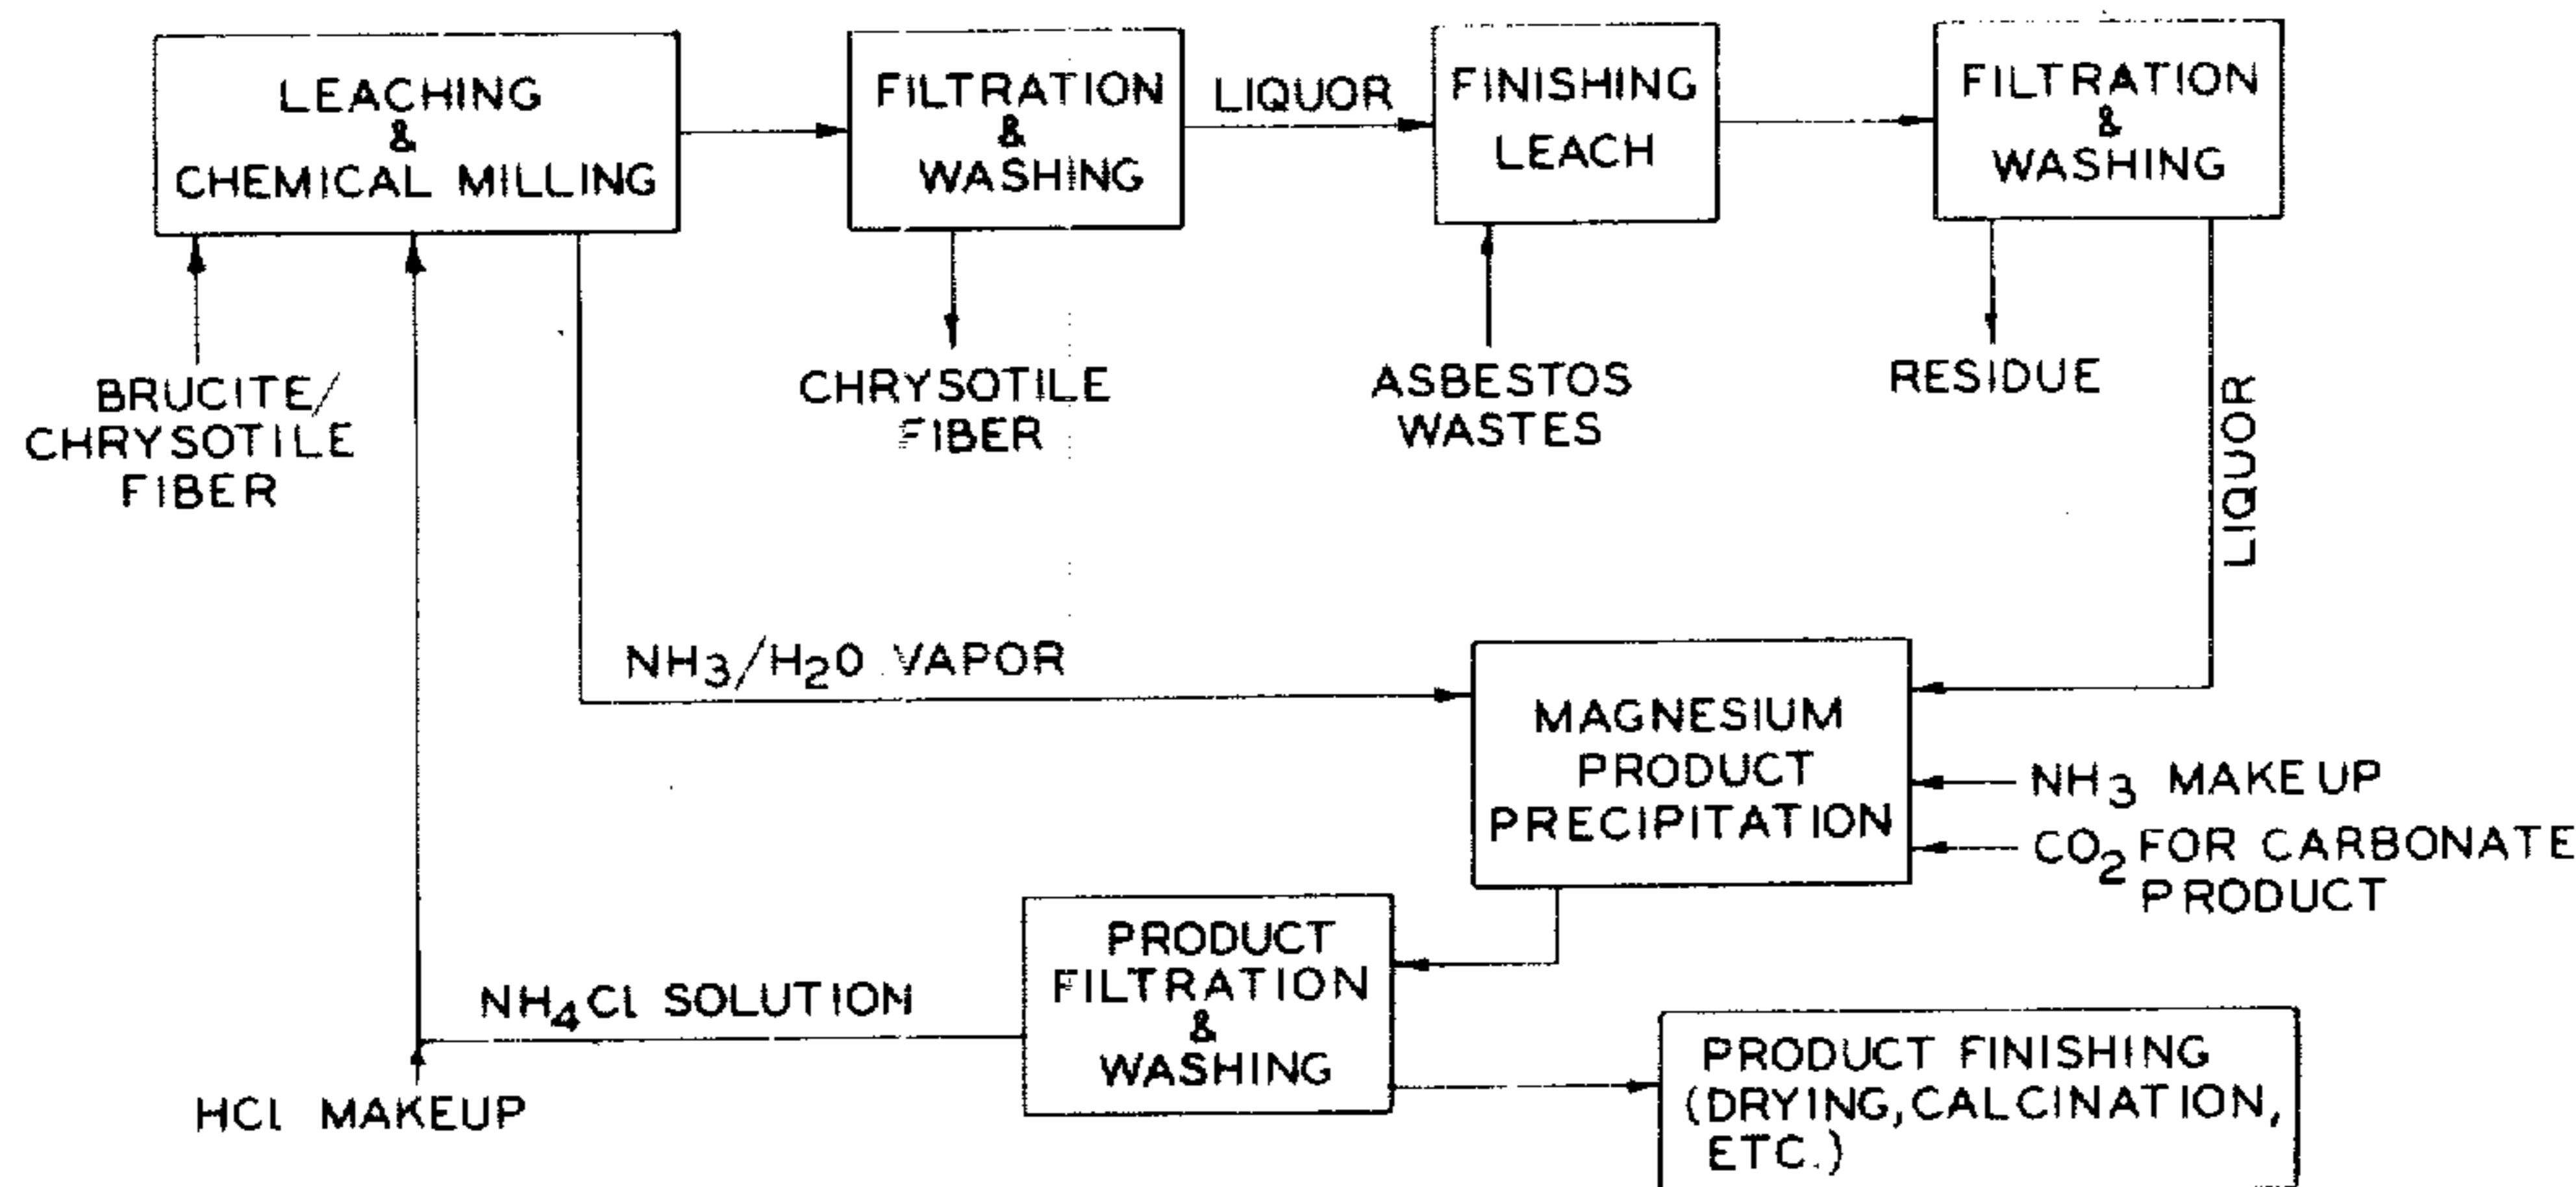 LEACHING
&
CHEMICAL MILLING
FILTRATION
&
WASHING
LIQUOR
FINISHING
LEACH
FILTRATION
&
WASHING
BRUCITE/
CHRYSOTILE
FIBER
CHRYSOTILE
FIBER
ASBESTOS
WASTES
RESIDUE
LIQUOR
NH3/H2O VAPOR
MAGNESIUM
PRODUCT
PRECIPITATION
NH3 MAKEUP
CO2 FOR CARBONATE
PRODUCT
PRODUCT
FILTRATION
&
WASHING
NH4Cl SOLUTION
HCl MAKEUP
PRODUCT FINISHING
(DRYING, CALCINATION,
ETC.)